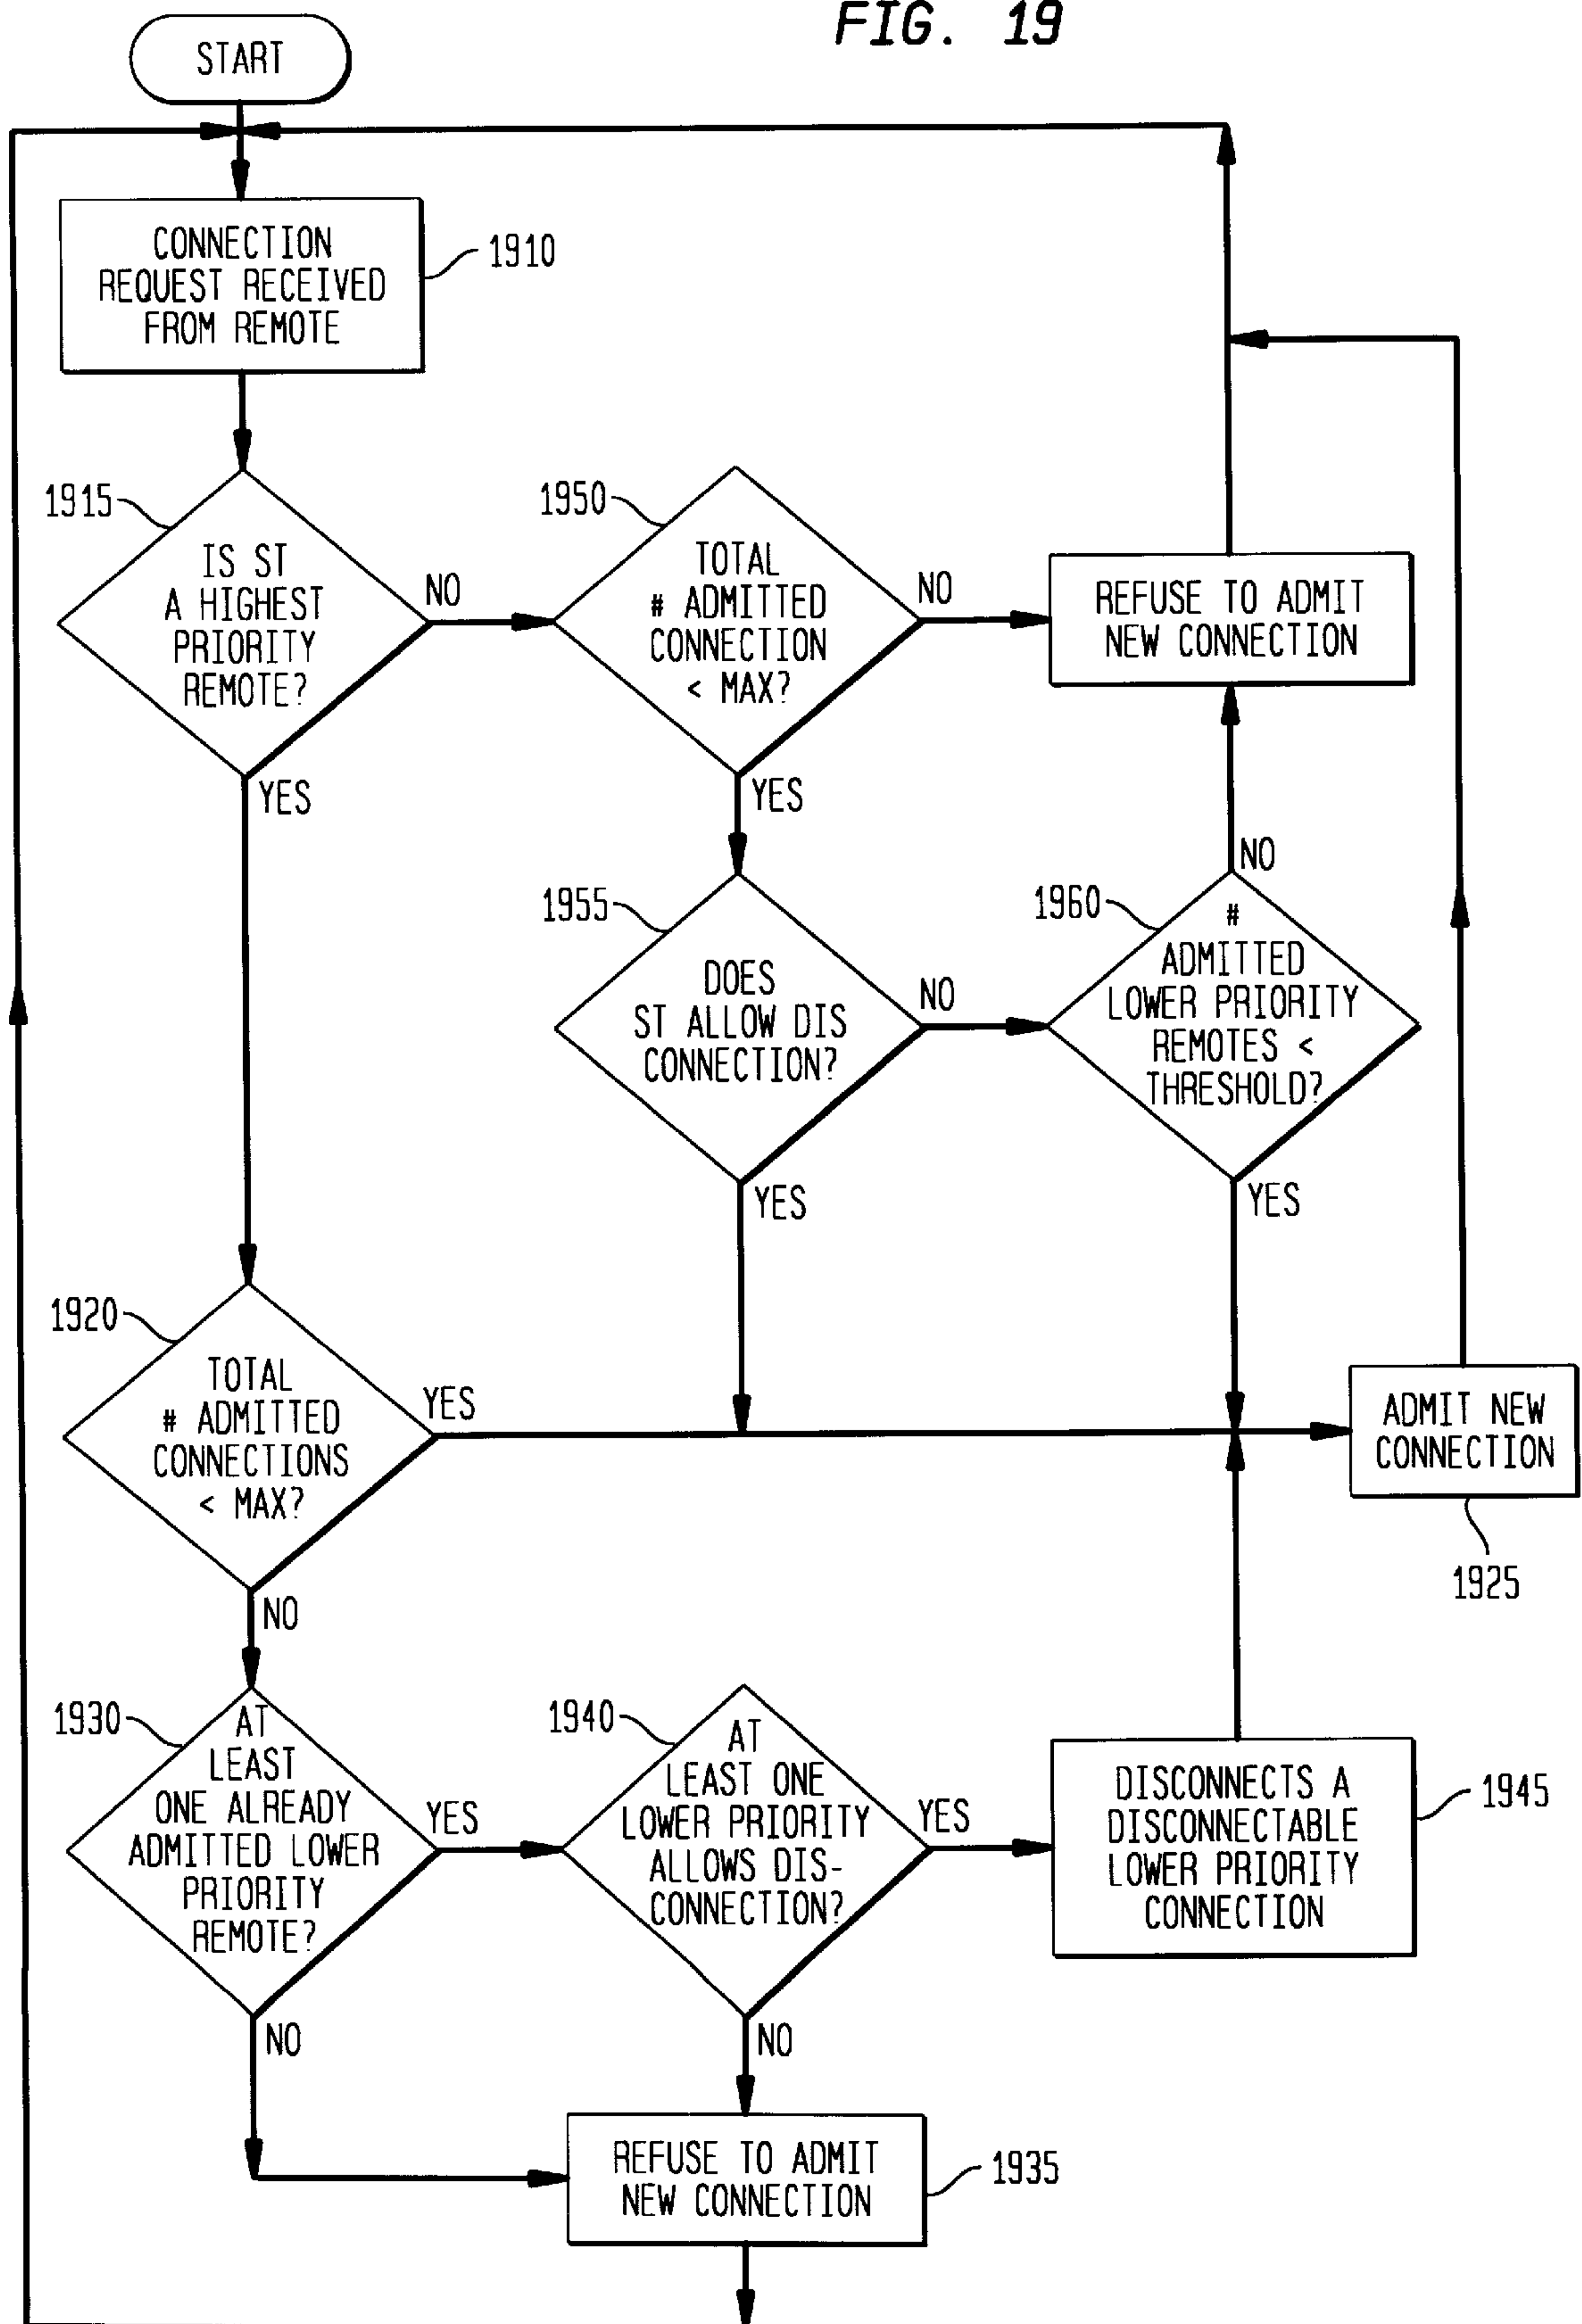 FIG. 19
START
CONNECTION
REQUEST RECEIVED
FROM REMOTE
1910
1915
IS ST
A HIGHEST
PRIORITY
REMOTE?
NO
YES
1950
TOTAL
# ADMITTED
CONNECTION
< MAX?
NO
YES
REFUSE TO ADMIT
NEW CONNECTION
1955
DOES
ST ALLOW DIS
CONNECTION?
NO
YES
1960
NO
#
ADMITTED
LOWER PRIORITY
REMOTES <
THRESHOLD?
YES
1920
TOTAL
# ADMITTED
CONNECTIONS
< MAX?
YES
NO
ADMIT NEW
CONNECTION
1925
1930
AT
LEAST
ONE ALREADY
ADMITTED LOWER
PRIORITY
REMOTE?
YES
NO
1940
AT
LEAST ONE
LOWER PRIORITY
ALLOWS DIS-
CONNECTION?
YES
NO
DISCONNECTS A
DISCONNECTABLE
LOWER PRIORITY
CONNECTION
1945
REFUSE TO ADMIT
NEW CONNECTION
1935